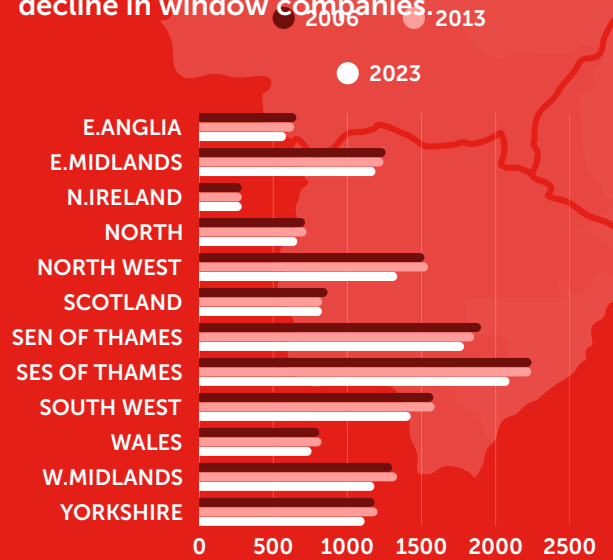 decline in window companies.
2006 2013
2023
E.ANGLIA
E.MIDLANDS
N.IRELAND
NORTH
NORTH WEST
SCOTLAND
SEN OF THAMES
SES OF THAMES
SOUTH WEST
WALES
W.MIDLANDS
YORKSHIRE
0 500 1000 1500 2000 2500